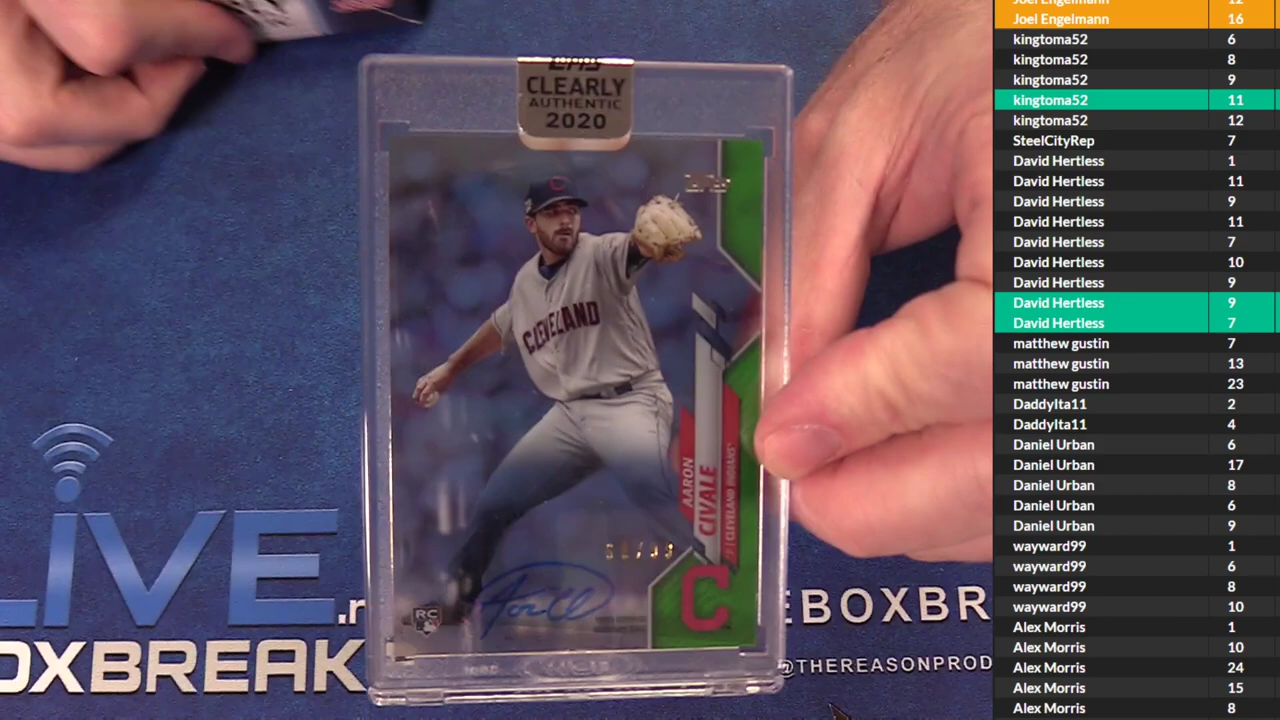 CLEARLY
AUTHENTIC
2020
CLEVELAND
AARON
CIVALE
CLEVELAND INDIANS
C
RC
LIVE
OXBREAK
EBOXBR
@THEREASONPROD
Joel Engelmann 12
Joel Engelmann 16
kingtoma52 6
kingtoma52 8
kingtoma52 9
kingtoma52 11
kingtoma52 12
SteelCityRep 7
David Hertless 1
David Hertless 11
David Hertless 9
David Hertless 11
David Hertless 7
David Hertless 10
David Hertless 9
David Hertless 9
David Hertless 7
matthew gustin 7
matthew gustin 13
matthew gustin 23
DaddyIta11 2
DaddyIta11 4
Daniel Urban 6
Daniel Urban 17
Daniel Urban 8
Daniel Urban 6
Daniel Urban 9
wayward99 1
wayward99 6
wayward99 8
wayward99 10
Alex Morris 1
Alex Morris 10
Alex Morris 24
Alex Morris 15
Alex Morris 8